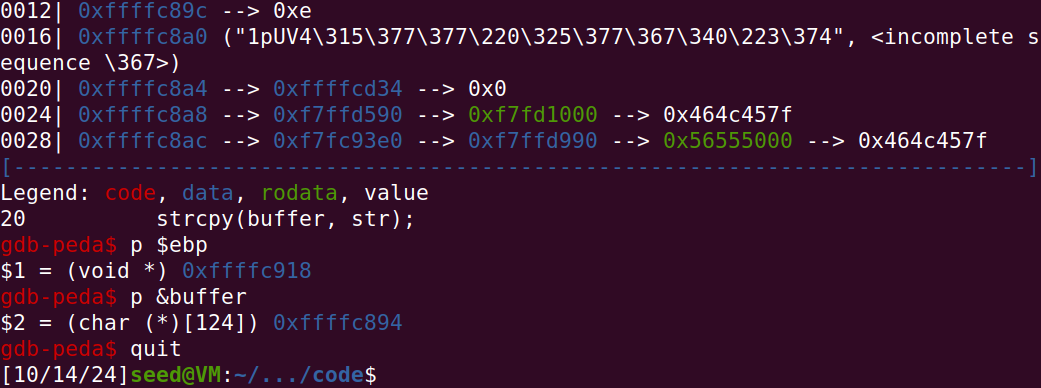 0012| 0xffffc89c --> 0xe
0016| 0xffffc8a0 ("1pUV4\315\377\377\220\325\377\367\340\223\374", <incomplete s
equence \367>)
0020| 0xffffc8a4 --> 0xffffcd34 --> 0x0
0024| 0xffffc8a8 --> 0xf7ffd590 --> 0xf7fd1000 --> 0x464c457f
0028| 0xffffc8ac --> 0xf7fc93e0 --> 0xf7ffd990 --> 0x56555000 --> 0x464c457f
[------------------------------------------------------------------------------]
Legend: code, data, rodata, value
20          strcpy(buffer, str);
gdb-peda$ p $ebp
$1 = (void *) 0xffffc918
gdb-peda$ p &buffer
$2 = (char (*)[124]) 0xffffc894
gdb-peda$ quit
[10/14/24]seed@VM:~/.../code$